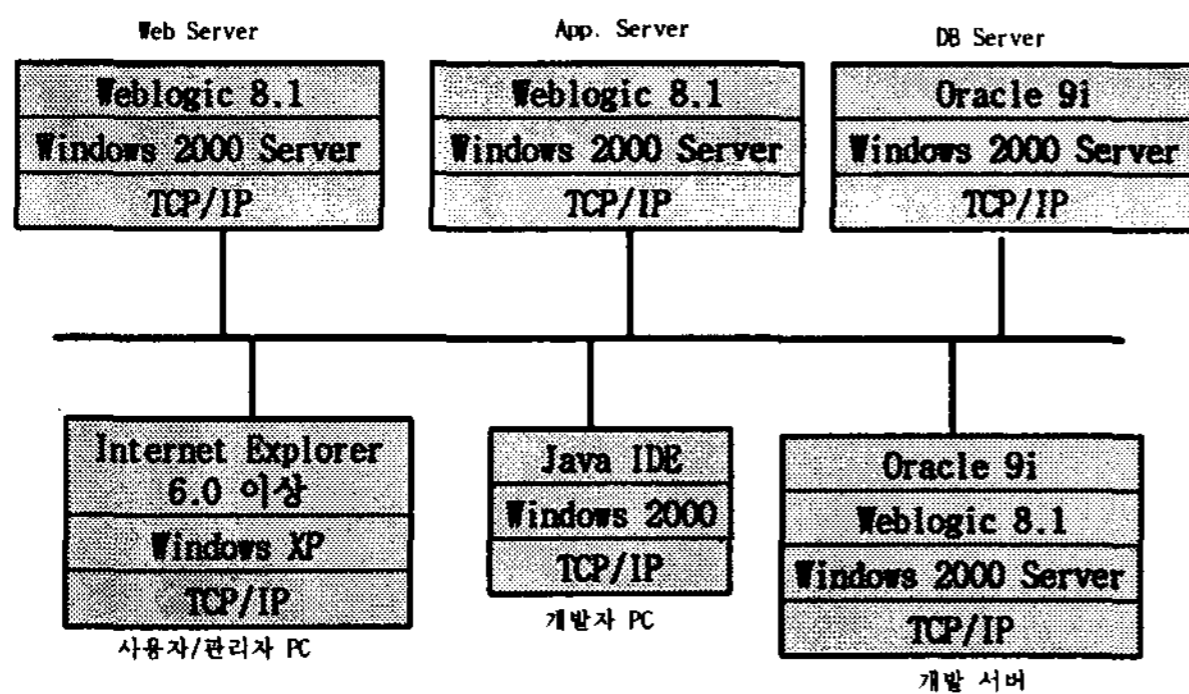 Web Server
App. Server
DB Server
Weblogic 8.1
Windows 2000 Server
TCP/IP
Weblogic 8.1
Windows 2000 Server
TCP/IP
Oracle 9i
Windows 2000 Server
TCP/IP
Internet Explorer
6.0 이상
Windows XP
TCP/IP
사용자/관리자 PC
Java IDE
Windows 2000
TCP/IP
개발자 PC
Oracle 9i
Weblogic 8.1
Windows 2000 Server
TCP/IP
개발 서버